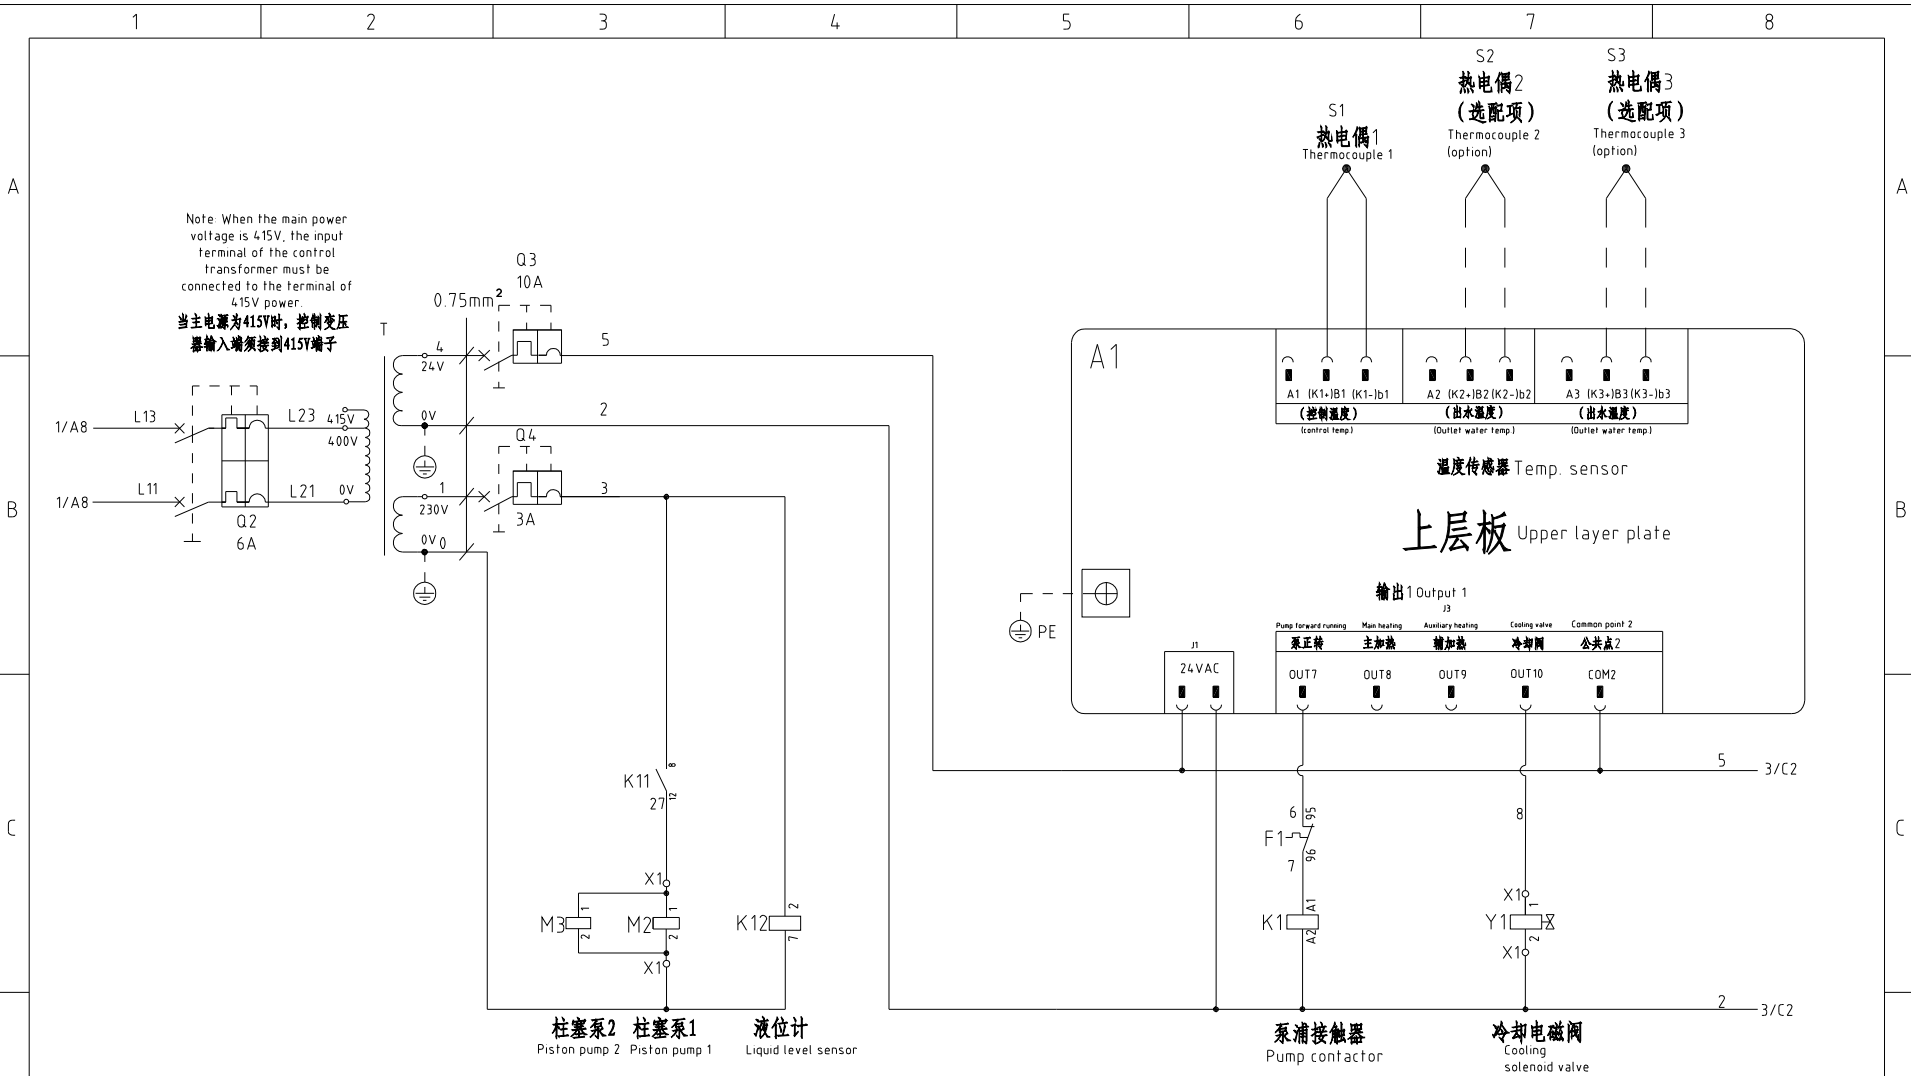 1 2 3 4 5 6 7 8
A
A
B
B
C
C
Note: When the main power
voltage is 415V, the input
terminal of the control
transformer must be
connected to the terminal of
415V power.
当主电源为415V时，控制变压
器输入端须接到415V端子
1/A8
L13
1/A8
L11
Q2
6A
L23
L21
415V
400V
0V
T
0.75mm²
4
24V
0V
1
230V
0V 0
Q3
10A
5
2
Q4
3A
3
K11
8
27
12
X1
M3
1
2
M2
1
2
X1
K12
2
7
柱塞泵2
Piston pump 2
柱塞泵1
Piston pump 1
液位计
Liquid level sensor
S1
热电偶1
Thermocouple 1
S2
热电偶2
（选配项）
Thermocouple 2
(option)
S3
热电偶3
（选配项）
Thermocouple 3
(option)
A1
A1 (K1+)B1 (K1-)b1
（控制温度）
(control temp.)
A2 (K2+)B2 (K2-)b2
（出水温度）
(Outlet water temp.)
A3 (K3+)B3 (K3-)b3
（出水温度）
(Outlet water temp.)
温度传感器 Temp. sensor
上层板 Upper layer plate
PE
输出1 Output 1
J3
Pump forward running
Main heating
Auxiliary heating
Cooling valve
Common point 2
泵正转
主加热
辅加热
冷却阀
公共点2
OUT7
OUT8
OUT9
OUT10
COM2
J1
24VAC
5
3/C2
6
95
F1
7
96
K1
A1
A2
8
X1
Y1
1
2
X1
2
3/C2
泵浦接触器
Pump contactor
冷却电磁阀
Cooling
solenoid valve